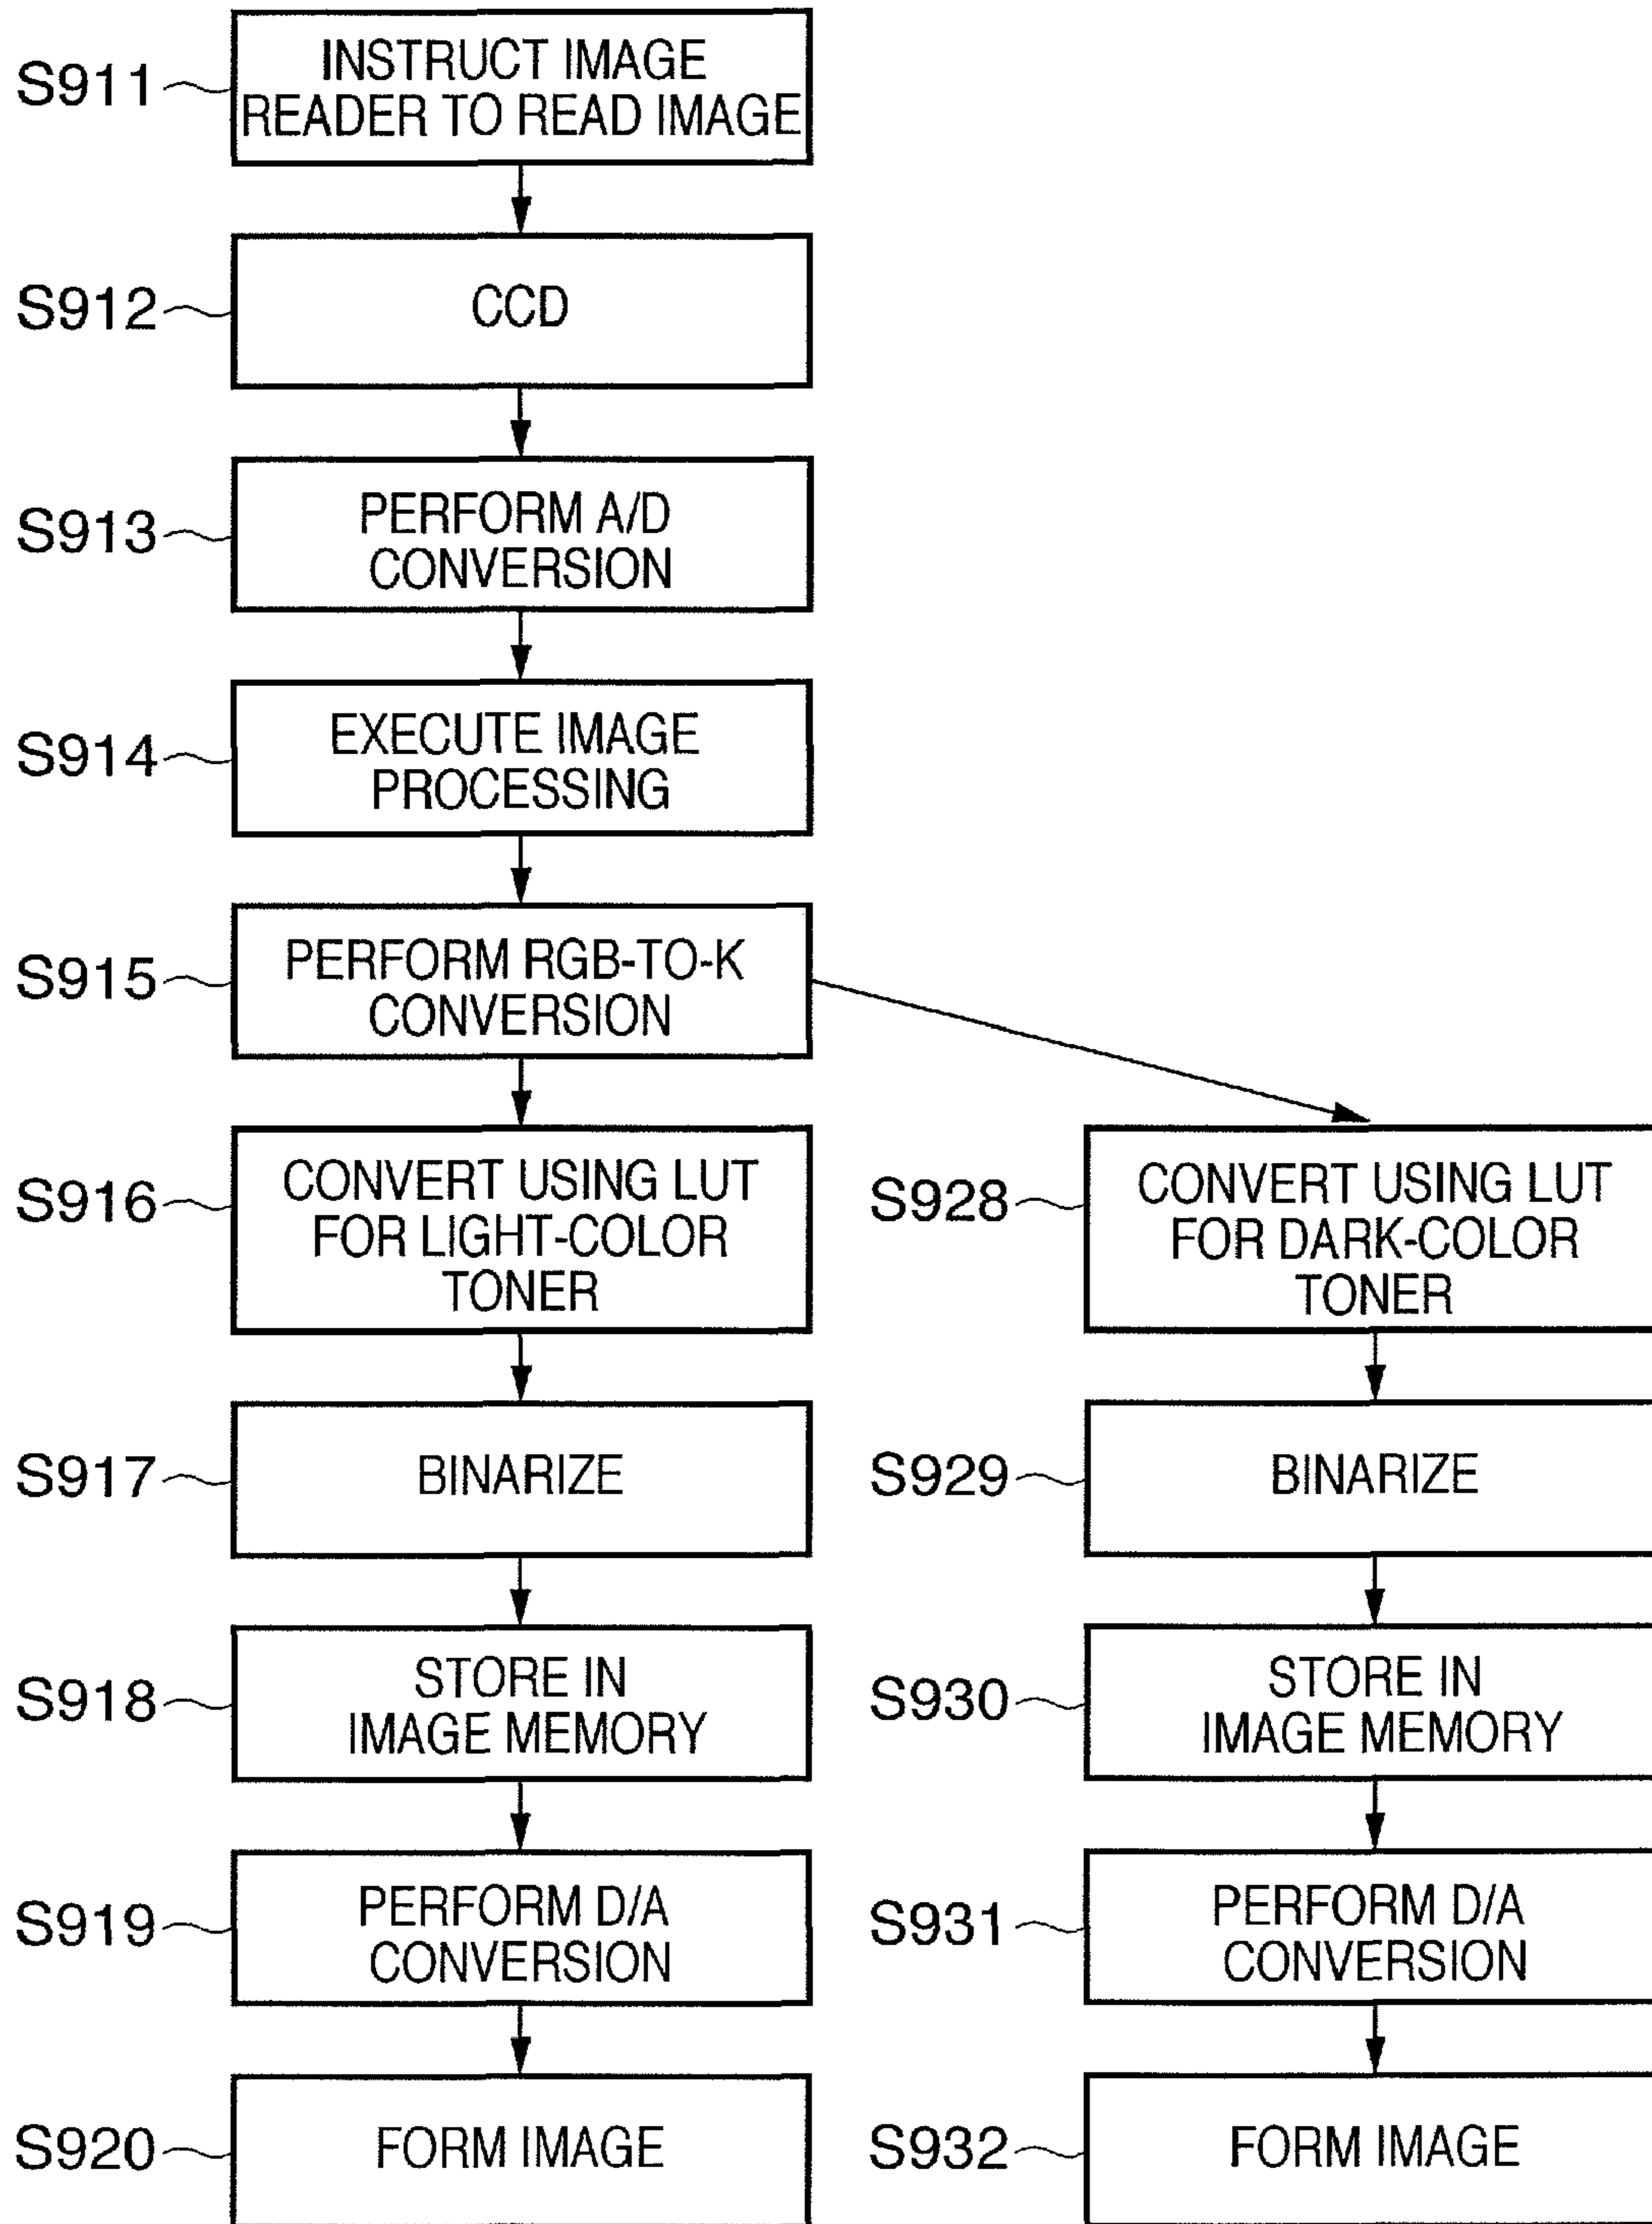 S911
INSTRUCT IMAGE
READER TO READ IMAGE
S912
CCD
S913
PERFORM A/D
CONVERSION
S914
EXECUTE IMAGE
PROCESSING
S915
PERFORM RGB-TO-K
CONVERSION
S916
CONVERT USING LUT
FOR LIGHT-COLOR
TONER
S917
BINARIZE
S918
STORE IN
IMAGE MEMORY
S919
PERFORM D/A
CONVERSION
S920
FORM IMAGE
S928
CONVERT USING LUT
FOR DARK-COLOR
TONER
S929
BINARIZE
S930
STORE IN
IMAGE MEMORY
S931
PERFORM D/A
CONVERSION
S932
FORM IMAGE